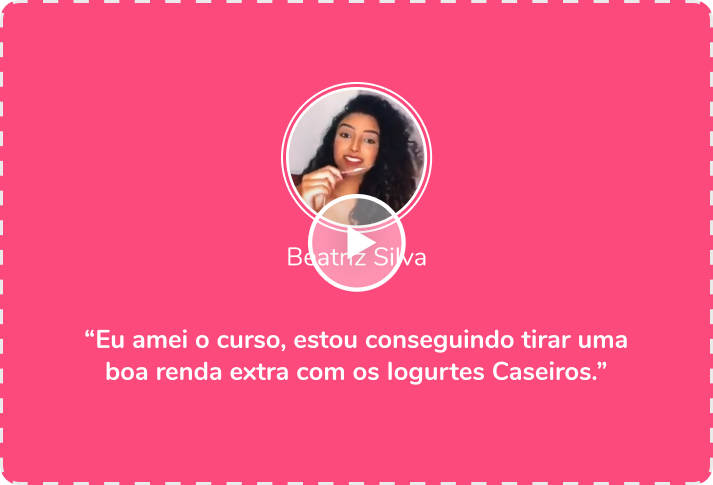 Beatriz Silva
“Eu amei o curso, estou conseguindo tirar uma
boa renda extra com os Iogurtes Caseiros.”